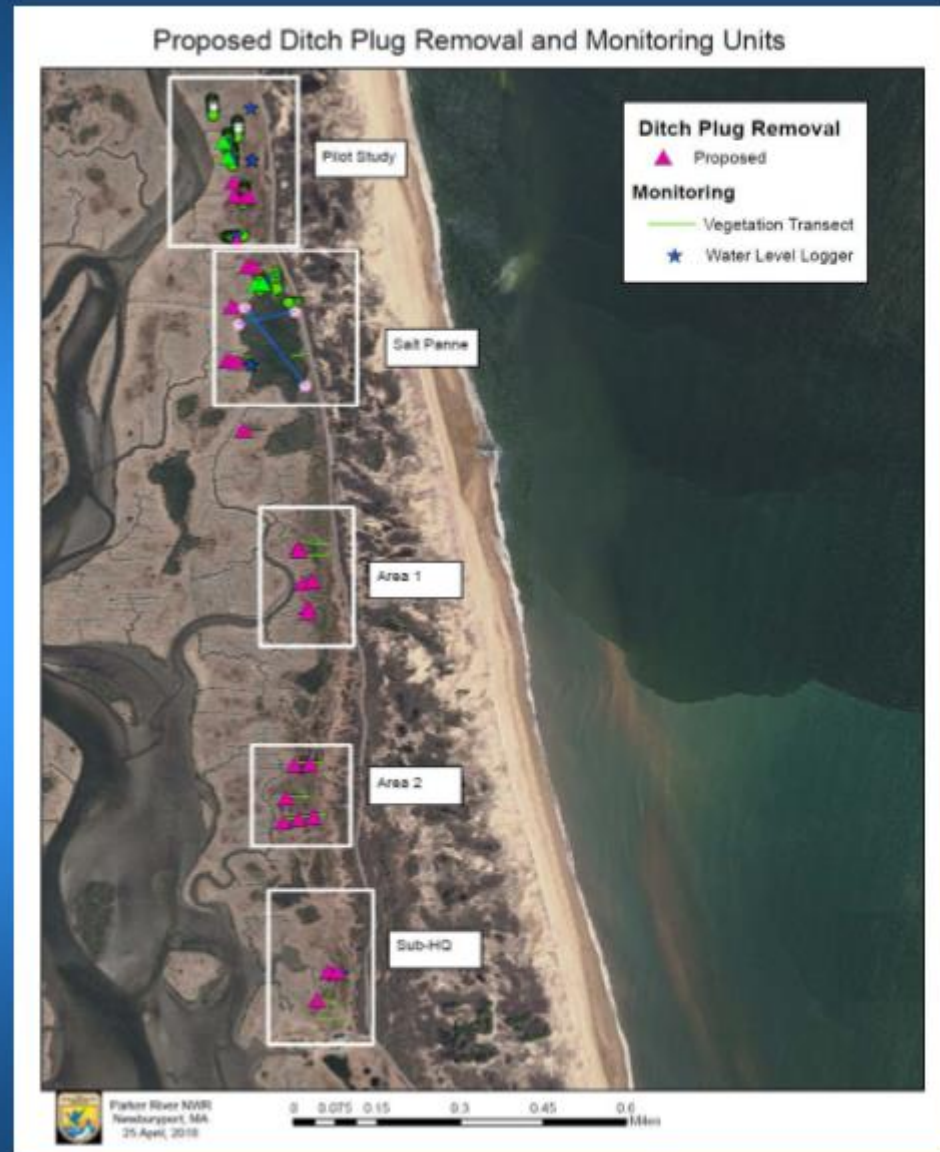 Proposed Ditch Plug Removal and Monitoring Units
Ditch Plug Removal
Proposed
Monitoring
Vegetation Transect
Water Level Logger
Pilot Study
Salt Panne
Area 1
Area 2
Sub-HQ
Parker River NWR
Newburyport, MA
25 April, 2018
0 0.075 0.15 0.3 0.45 0.6
Miles